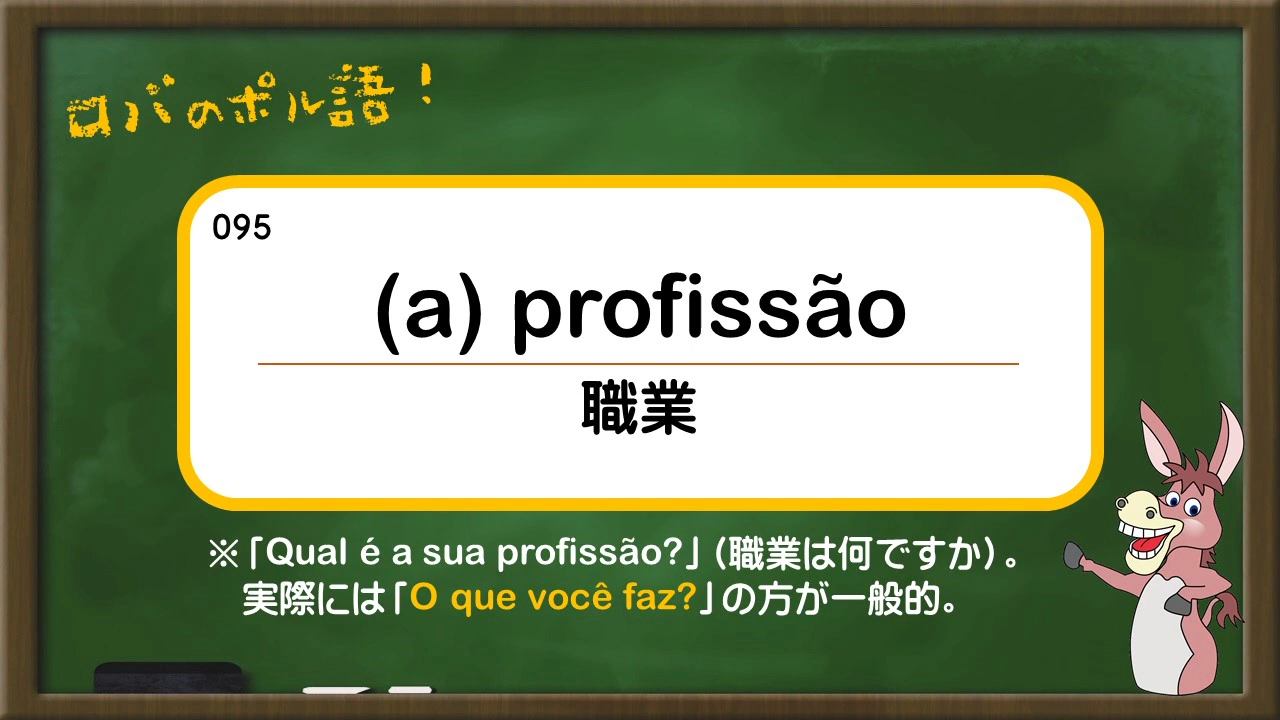 ロバのポル語！
095
(a) profissão
職業
※「Qual é a sua profissão?」（職業は何ですか）。
実際には「O que você faz?」の方が一般的。